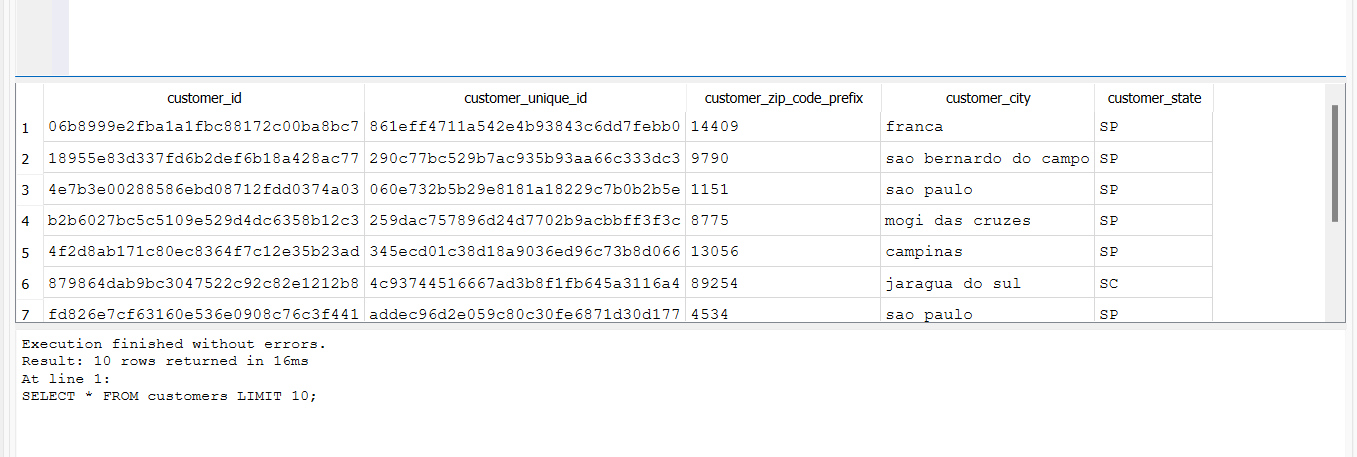 customer_id customer_unique_id customer_zip_code_prefix customer_city customer_state
1 06b8999e2fba1a1fbc88172c00ba8bc7 861eff4711a542e4b93843c6dd7febb0 14409 franca SP
2 18955e83d337fd6b2def6b18a428ac77 290c77bc529b7ac935b93aa66c333dc3 9790 sao bernardo do campo SP
3 4e7b3e00288586ebd08712fdd0374a03 060e732b5b29e8181a18229c7b0b2b5e 1151 sao paulo SP
4 b2b6027bc5c5109e529d4dc6358b12c3 259dac757896d24d7702b9acbbff3f3c 8775 mogi das cruzes SP
5 4f2d8ab171c80ec8364f7c12e35b23ad 345ecd01c38d18a9036ed96c73b8d066 13056 campinas SP
6 879864dab9bc3047522c92c82e1212b8 4c93744516667ad3b8f1fb645a3116a4 89254 jaragua do sul SC
7 fd826e7cf63160e536e0908c76c3f441 addec96d2e059c80c30fe6871d30d177 4534 sao paulo SP
Execution finished without errors.
Result: 10 rows returned in 16ms
At line 1:
SELECT * FROM customers LIMIT 10;